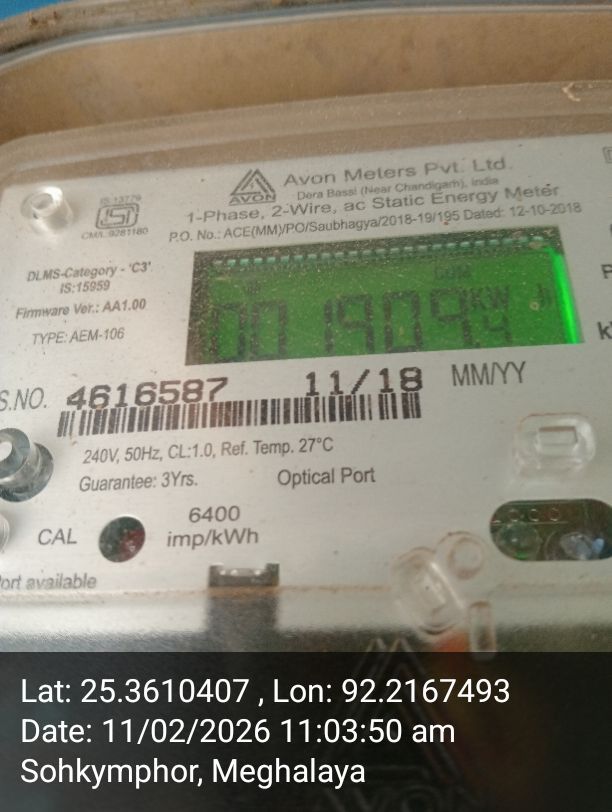 Avon Meters Pvt. Ltd.
AVON
Dera Bassi (Near Chandigarh), India
IS 13779
ISI
CM/L 9281180
1-Phase, 2-Wire, ac Static Energy Meter
P.O. No.: ACE(MM)/PO/Saubhagya/2018-19/195 Dated: 12-10-2018
DLMS-Category - 'C3'
IS:15959
Firmware Ver.: AA1.00
TYPE: AEM-106
001909.4 KW h
S.NO. 4616587 11/18 MM/YY
240V, 50Hz, CL:1.0, Ref. Temp. 27°C
Guarantee: 3Yrs. Optical Port
CAL 6400
imp/kWh
ort available
Lat: 25.3610407 , Lon: 92.2167493
Date: 11/02/2026 11:03:50 am
Sohkymphor, Meghalaya